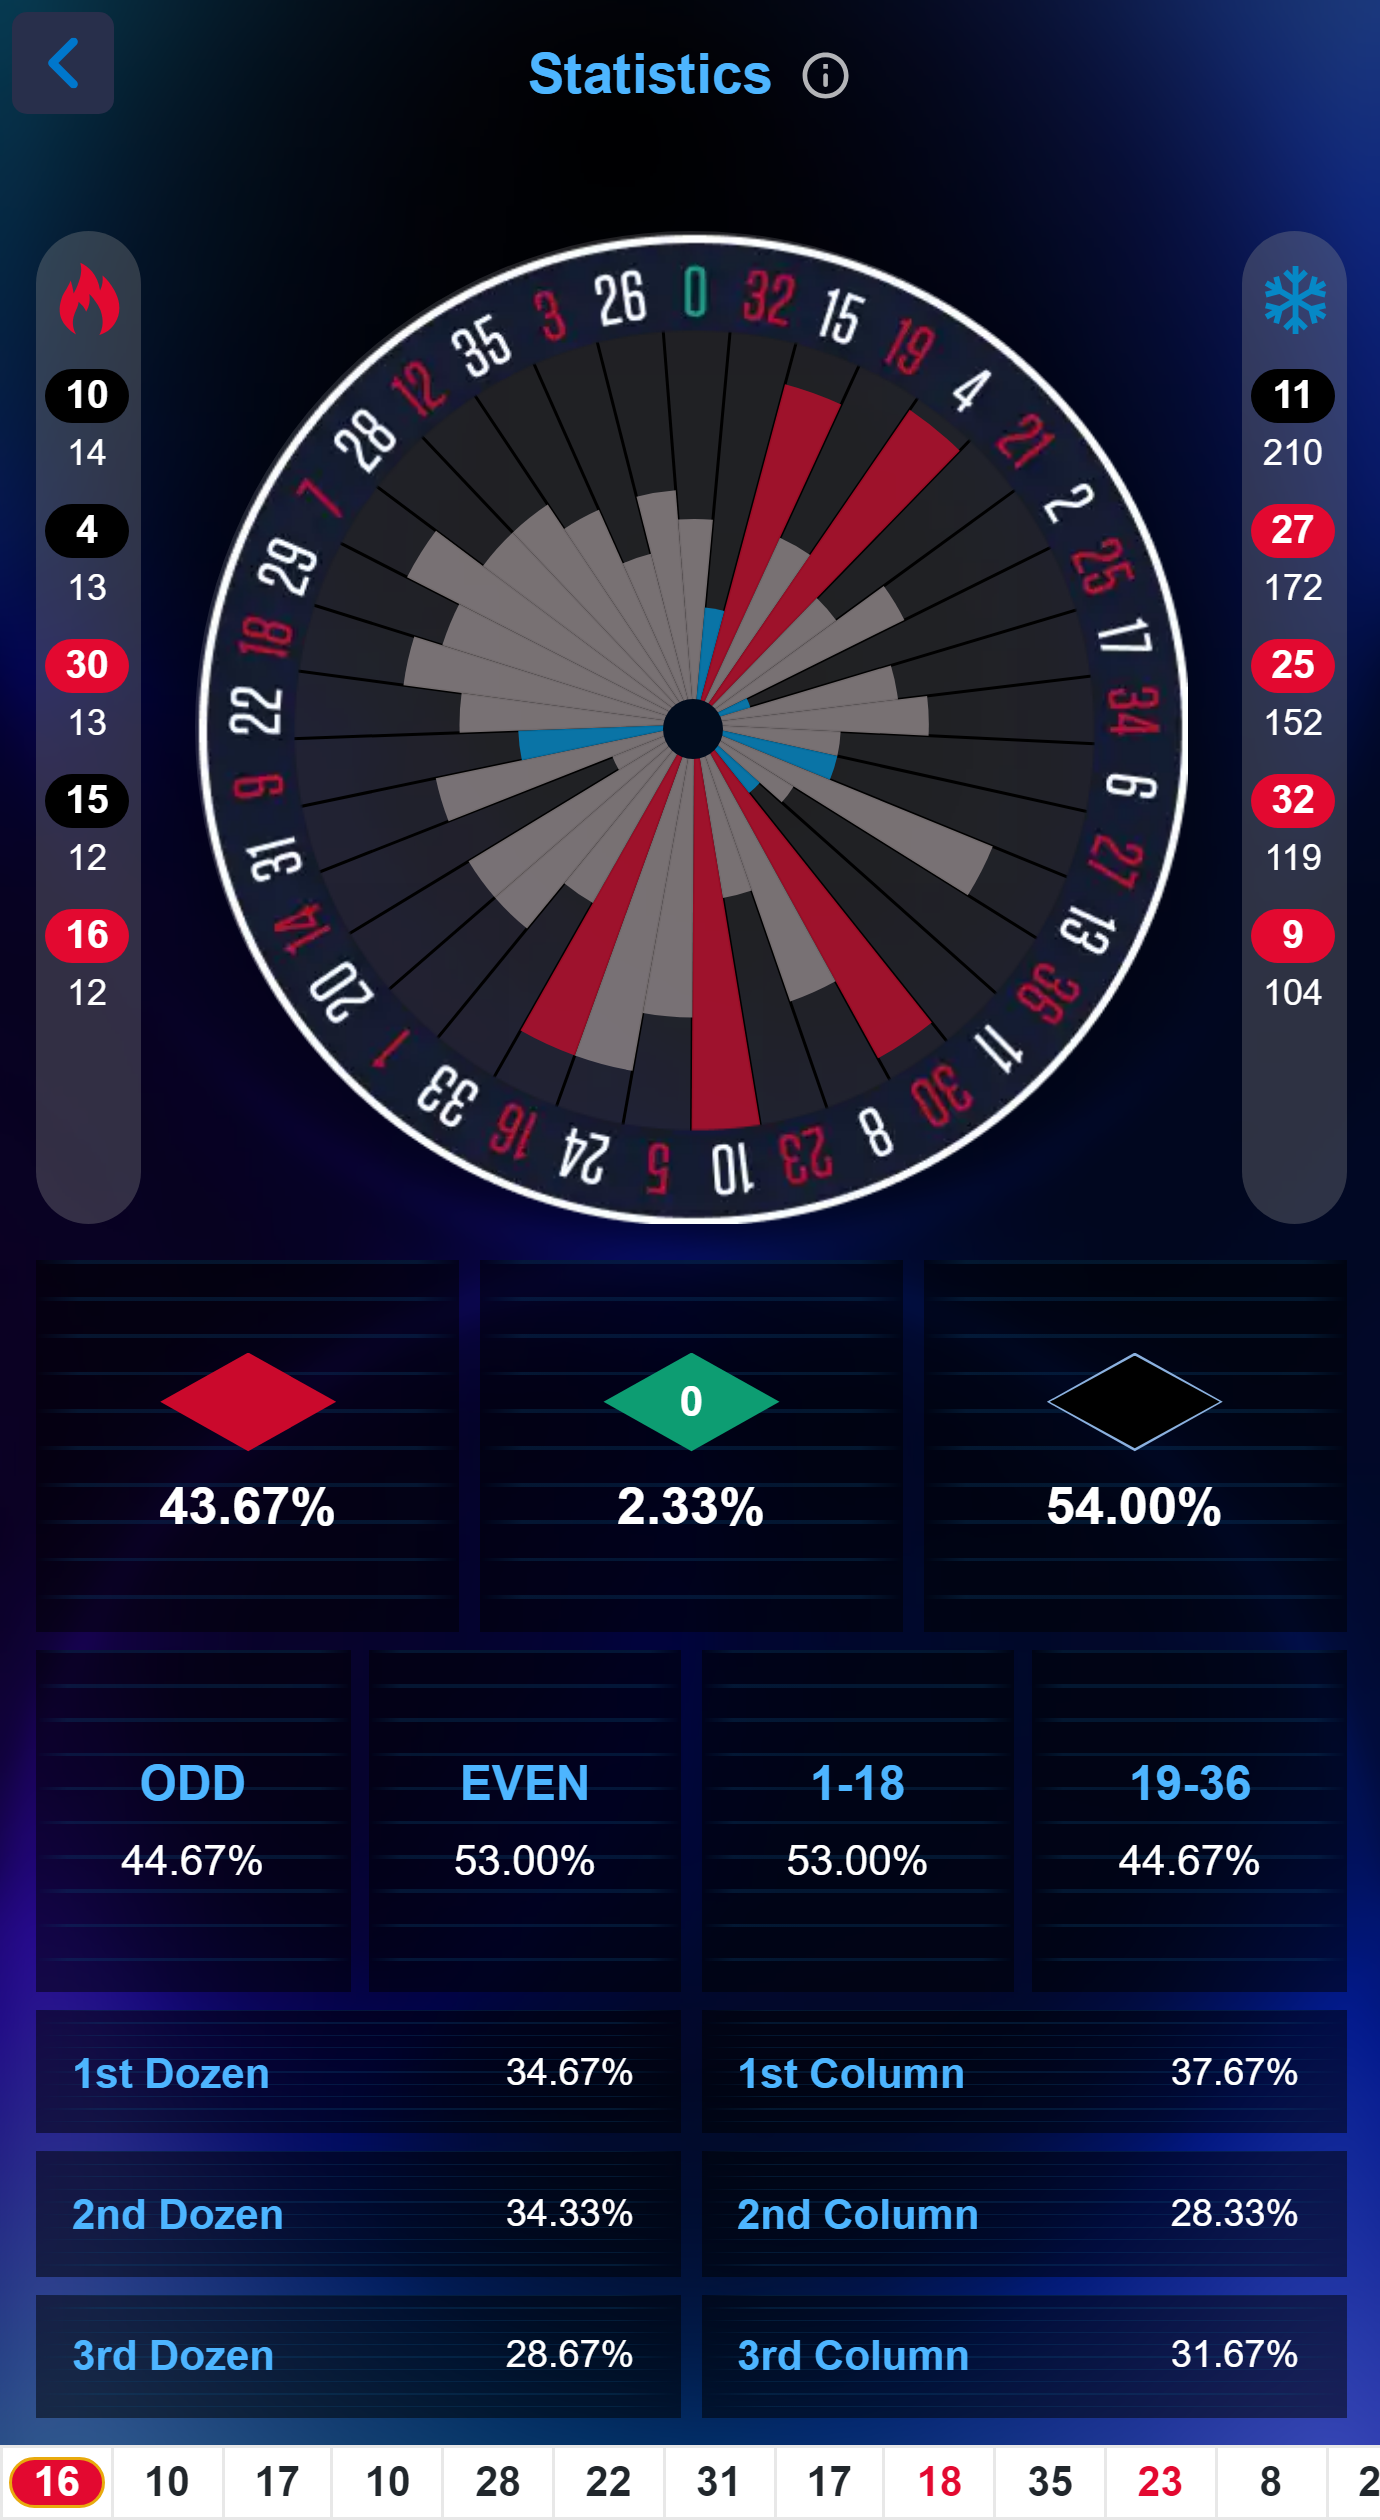 Statistics
0 32 15 19 4 21 2 25 17 34 6 27 13 36 11 30 8 23 10 5 24 16 33 1 20 14 31 9 22 18 29 7 28 12 35 3 26
10
14
4
13
30
13
15
12
16
12
11
210
27
172
25
152
32
119
9
104
0
43.67% 2.33% 54.00%
ODD EVEN 1-18 19-36
44.67% 53.00% 53.00% 44.67%
1st Dozen 34.67% 1st Column 37.67%
2nd Dozen 34.33% 2nd Column 28.33%
3rd Dozen 28.67% 3rd Column 31.67%
16 10 17 10 28 22 31 17 18 35 23 8